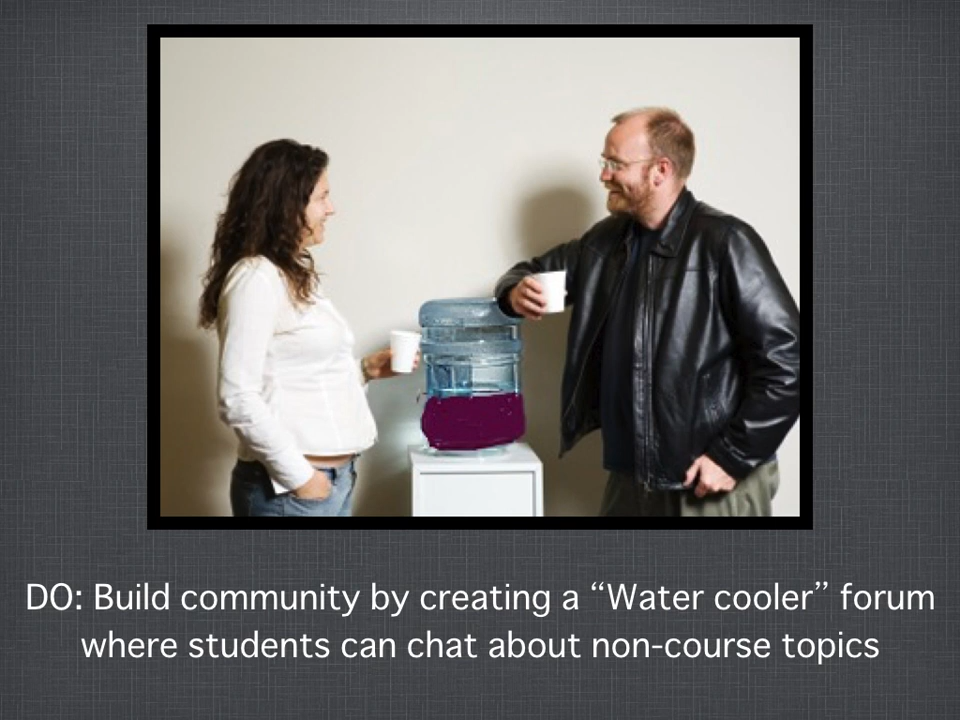 DO: Build community by creating a “Water cooler” forum
where students can chat about non-course topics